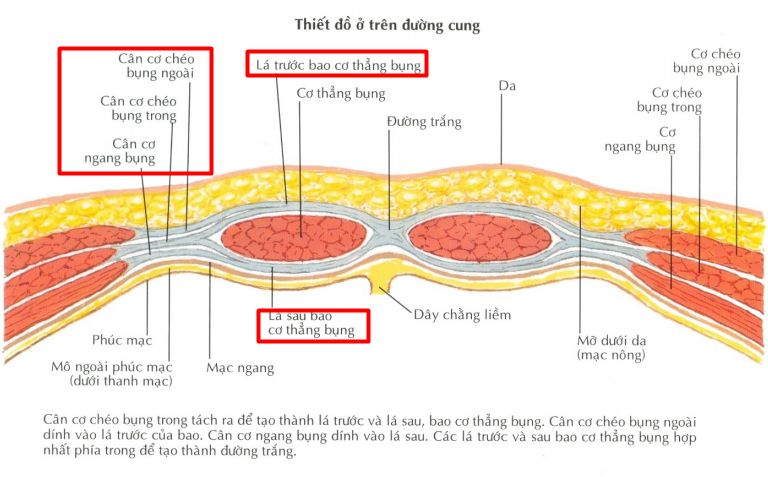 Thiết đồ ở trên đường cung
Cân cơ chéo
bụng ngoài
Lá trước bao cơ thẳng bụng
Cơ chéo
bụng ngoài
Cân cơ chéo
bụng trong
Cơ thẳng bụng
Da
Cơ chéo
bụng trong
Đường trắng
Cơ
ngang bụng
Cân cơ
ngang bụng
Lá sau bao
cơ thẳng bụng
Dây chằng liềm
Phúc mạc
Mỡ dưới da
(mạc nông)
Mô ngoài phúc mạc
(dưới thanh mạc)
Mạc ngang
Cân cơ chéo bụng trong tách ra để tạo thành lá trước và lá sau, bao cơ thẳng bụng. Cân cơ chéo bụng ngoài
dính vào lá trước của bao. Cân cơ ngang bụng dính vào lá sau. Các lá trước và sau bao cơ thẳng bụng hợp
nhất phía trong để tạo thành đường trắng.